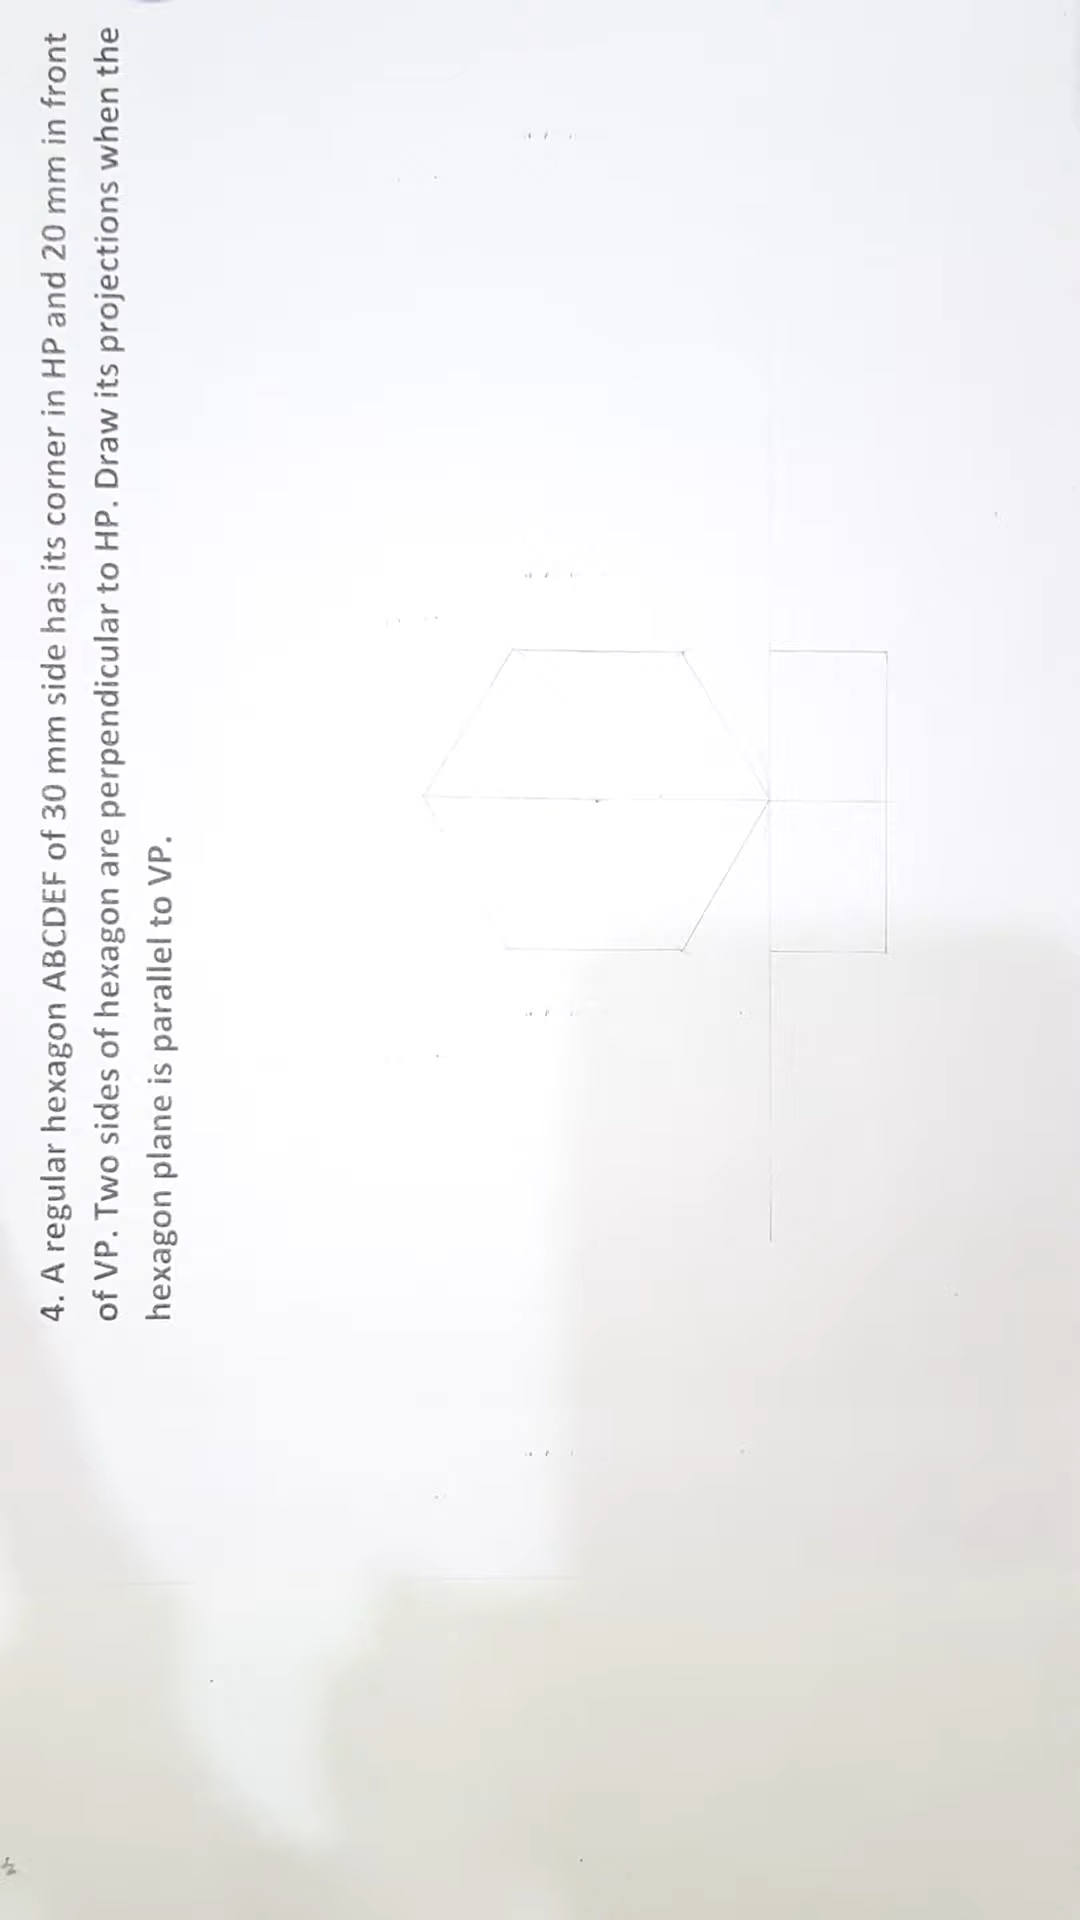 4. A regular hexagon ABCDEF of 30 mm side has its corner in HP and 20 mm in front
of VP. Two sides of hexagon are perpendicular to HP. Draw its projections when the
hexagon plane is parallel to VP.